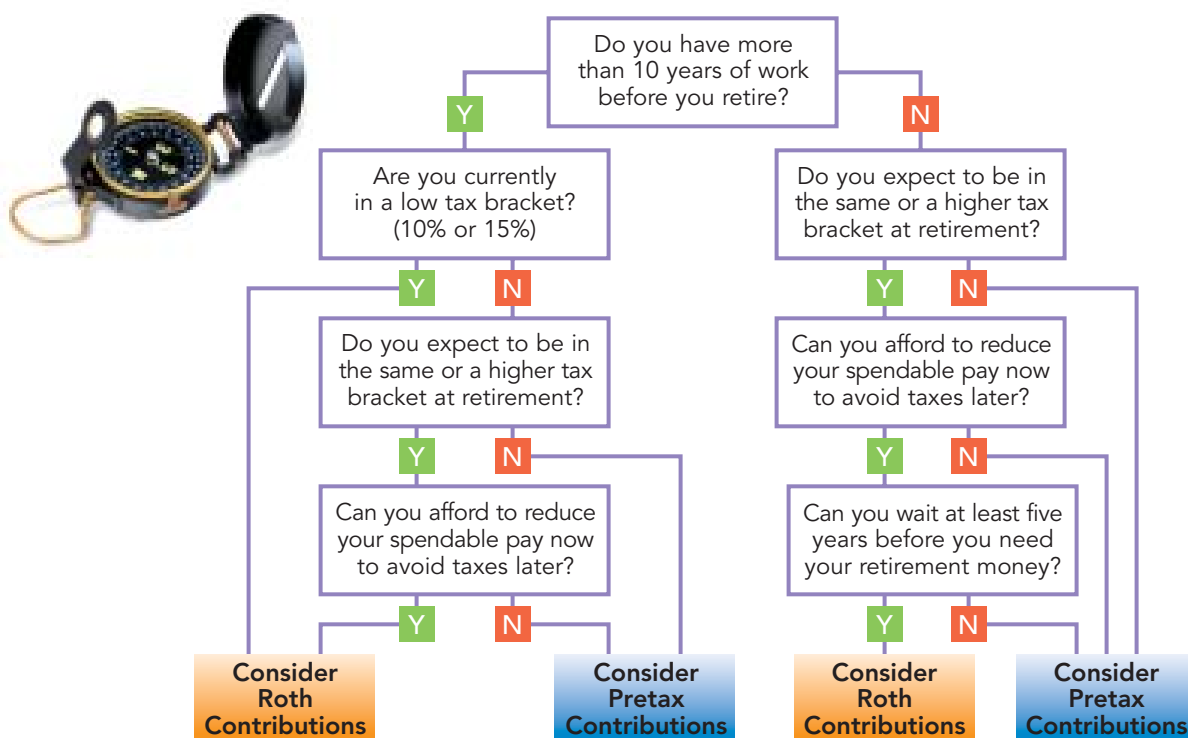 Do you have more
than 10 years of work
before you retire?
Y
N
Are you currently
in a low tax bracket?
(10% or 15%)
Do you expect to be in
the same or a higher tax
bracket at retirement?
Y
N
Y
N
Do you expect to be in
the same or a higher tax
bracket at retirement?
Can you afford to reduce
your spendable pay now
to avoid taxes later?
Y
N
Y
N
Can you afford to reduce
your spendable pay now
to avoid taxes later?
Can you wait at least five
years before you need
your retirement money?
Y
N
Y
N
Consider
Roth
Contributions
Consider
Pretax
Contributions
Consider
Roth
Contributions
Consider
Pretax
Contributions